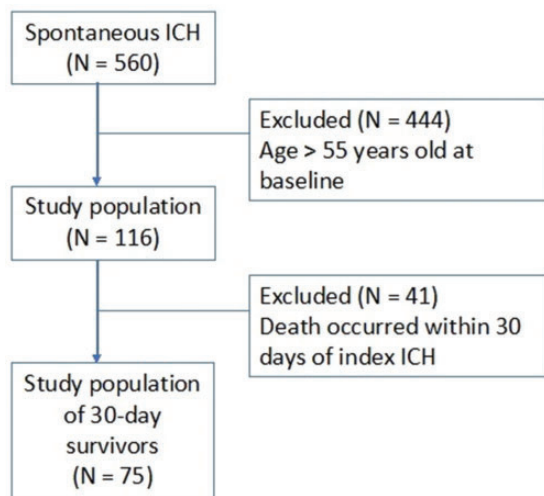 Spontaneous ICH
(N = 560)
Excluded (N = 444)
Age > 55 years old at
baseline
Study population
(N = 116)
Excluded (N = 41)
Death occurred within 30
days of index ICH
Study population
of 30-day
survivors
(N = 75)